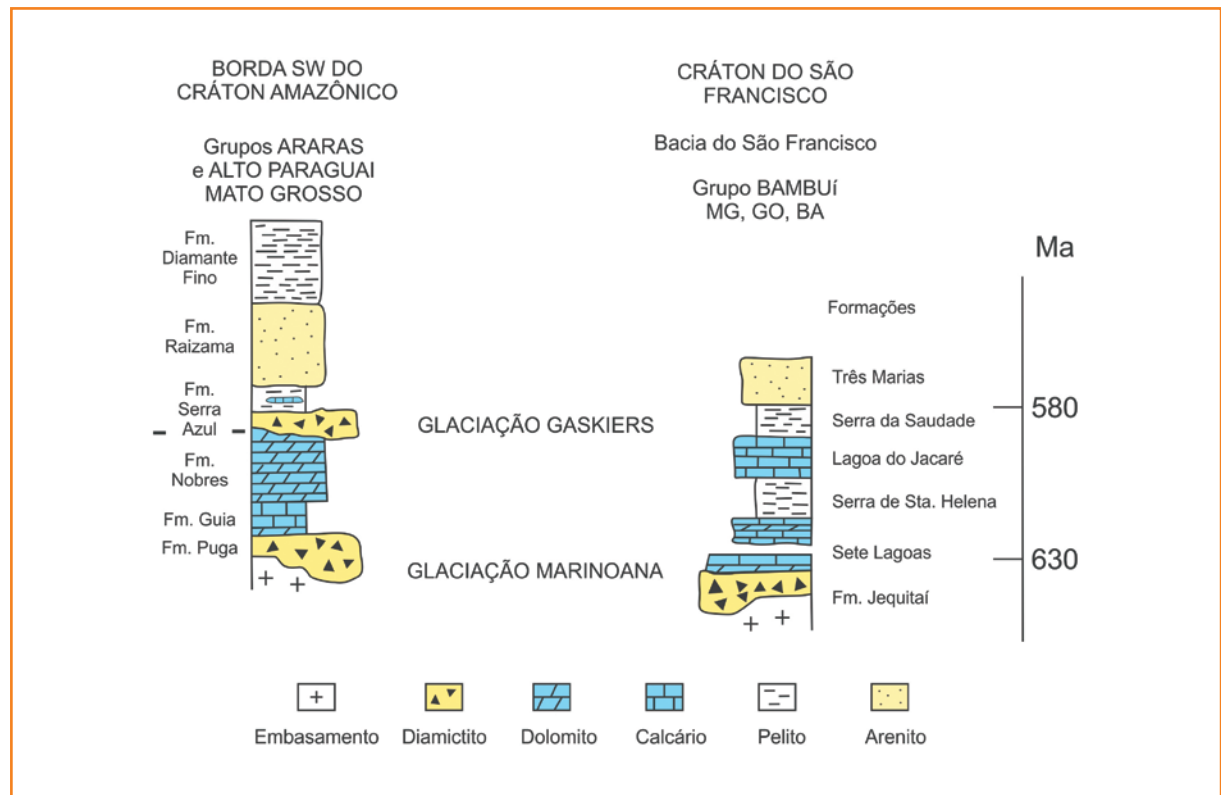 BORDA SW DO
CRÁTON AMAZÔNICO
Grupos ARARAS
e ALTO PARAGUAI
MATO GROSSO
Fm.
Diamante
Fino
Fm.
Raizama
Fm.
Serra
Azul
Fm.
Nobres
Fm. Guia
Fm. Puga
GLACIAÇÃO GASKIERS
GLACIAÇÃO MARINOANA
CRÁTON DO SÃO
FRANCISCO
Bacia do São Francisco
Grupo BAMBUí
MG, GO, BA
Formações
Três Marias
Serra da Saudade
Lagoa do Jacaré
Serra de Sta. Helena
Sete Lagoas
Fm. Jequitaí
Ma
580
630
Embasamento
Diamictito
Dolomito
Calcário
Pelito
Arenito